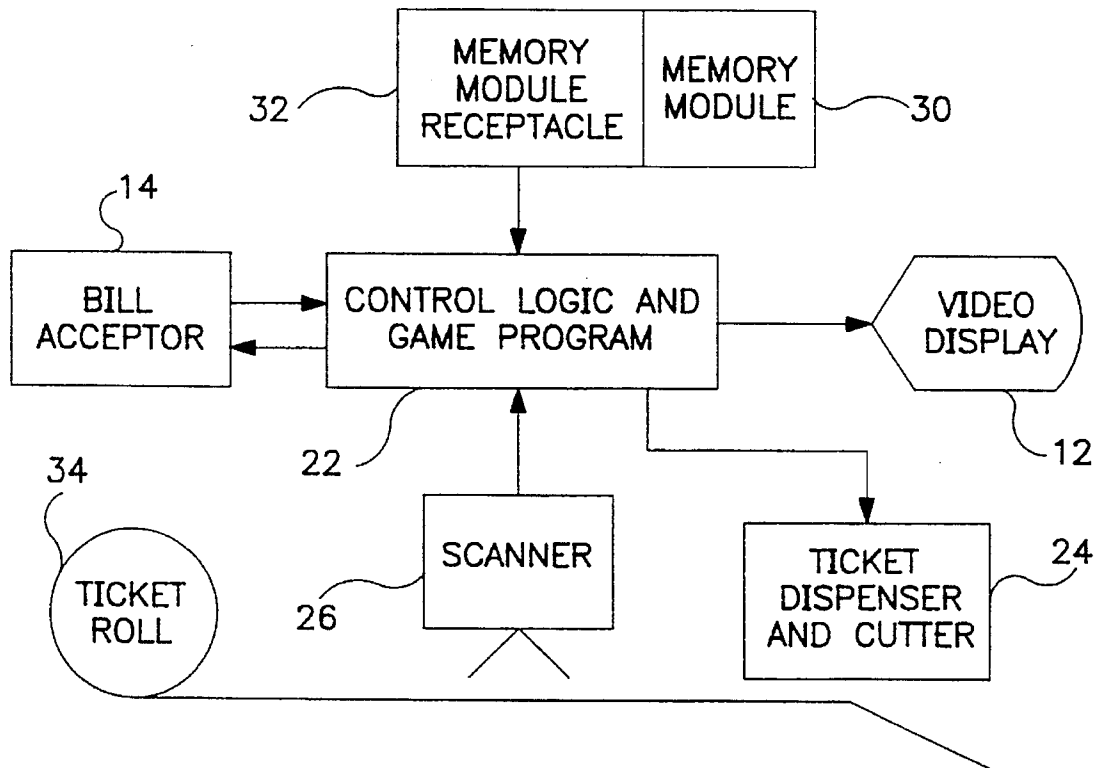 MEMORY
MODULE
RECEPTACLE
MEMORY
MODULE
32
30
14
BILL
ACCEPTOR
CONTROL LOGIC AND
GAME PROGRAM
VIDEO
DISPLAY
22
12
34
TICKET
ROLL
SCANNER
26
TICKET
DISPENSER
AND CUTTER
24